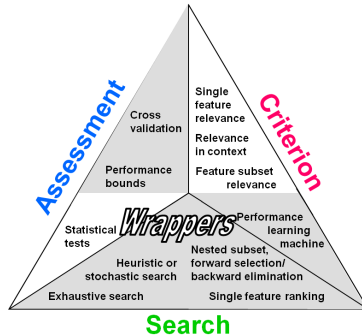 Assessment
Criterion
Single
feature
relevance
Cross
validation
Relevance
in context
Performance
bounds
Feature subset
relevance
Wrappers
Performance
learning
machine
Statistical
tests
Heuristic or
stochastic search
Nested subset,
forward selection/
backward elimination
Exhaustive search
Single feature ranking
Search